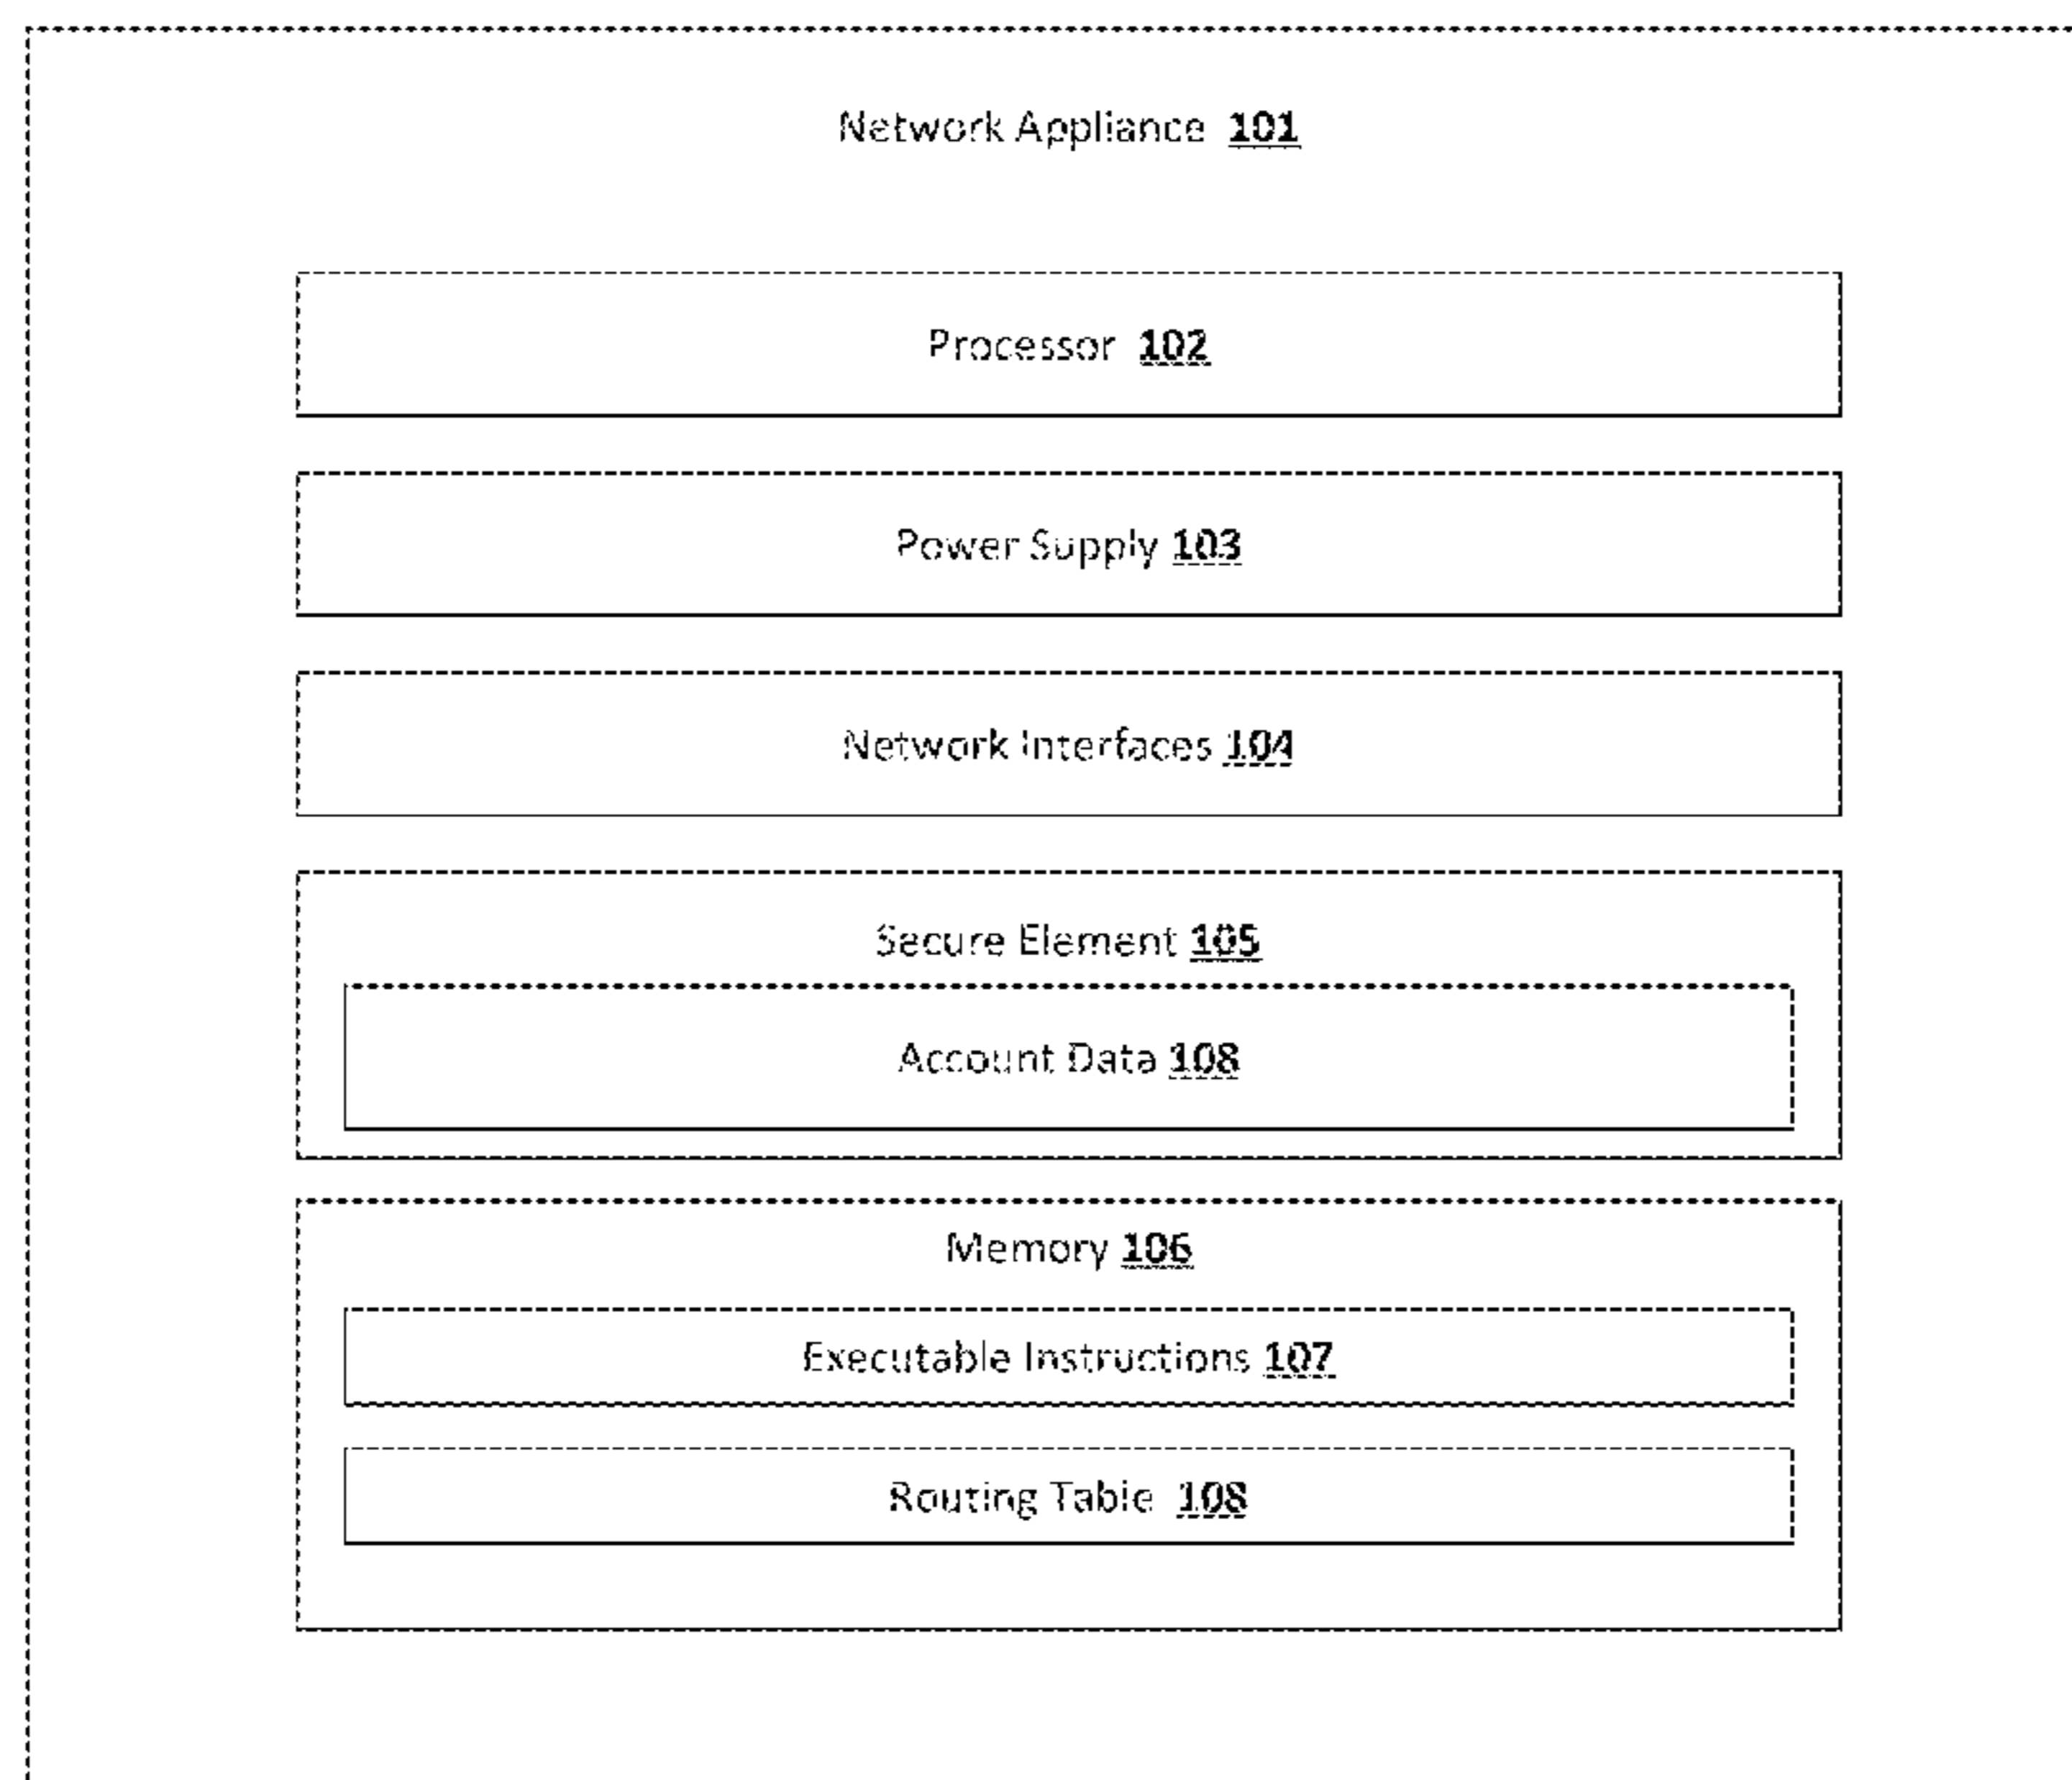 Network Appliance 101
Processor 102
Power Supply 103
Network Interfaces 104
Secure Element 105
Account Data 108
Memory 106
Executable Instructions 107
Routing Table 108